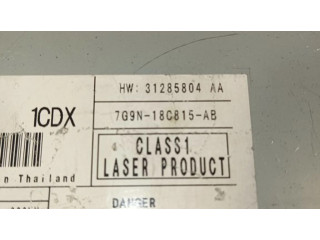 HW: 31285804 AA
1CDX
7G9N-18C815-AB
CLASS1
LASER PRODUCT
n Thailand
DANGER